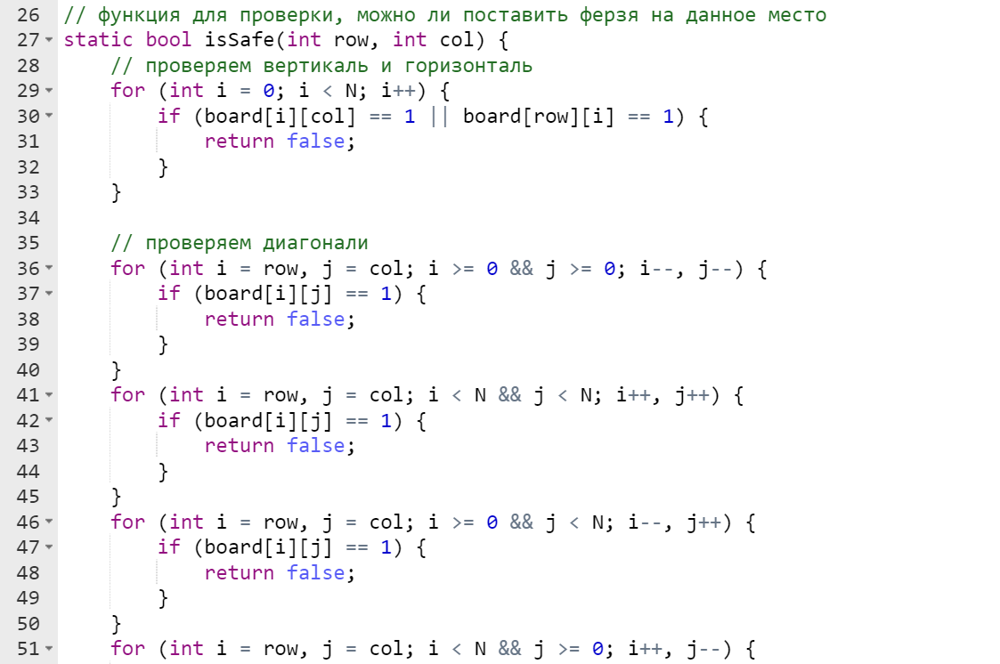 26 // функция для проверки, можно ли поставить ферзя на данное место
27 static bool isSafe(int row, int col) {
28     // проверяем вертикаль и горизонталь
29     for (int i = 0; i < N; i++) {
30         if (board[i][col] == 1 || board[row][i] == 1) {
31             return false;
32         }
33     }
34
35     // проверяем диагонали
36     for (int i = row, j = col; i >= 0 && j >= 0; i--, j--) {
37         if (board[i][j] == 1) {
38             return false;
39         }
40     }
41     for (int i = row, j = col; i < N && j < N; i++, j++) {
42         if (board[i][j] == 1) {
43             return false;
44         }
45     }
46     for (int i = row, j = col; i >= 0 && j < N; i--, j++) {
47         if (board[i][j] == 1) {
48             return false;
49         }
50     }
51     for (int i = row, j = col; i < N && j >= 0; i++, j--) {